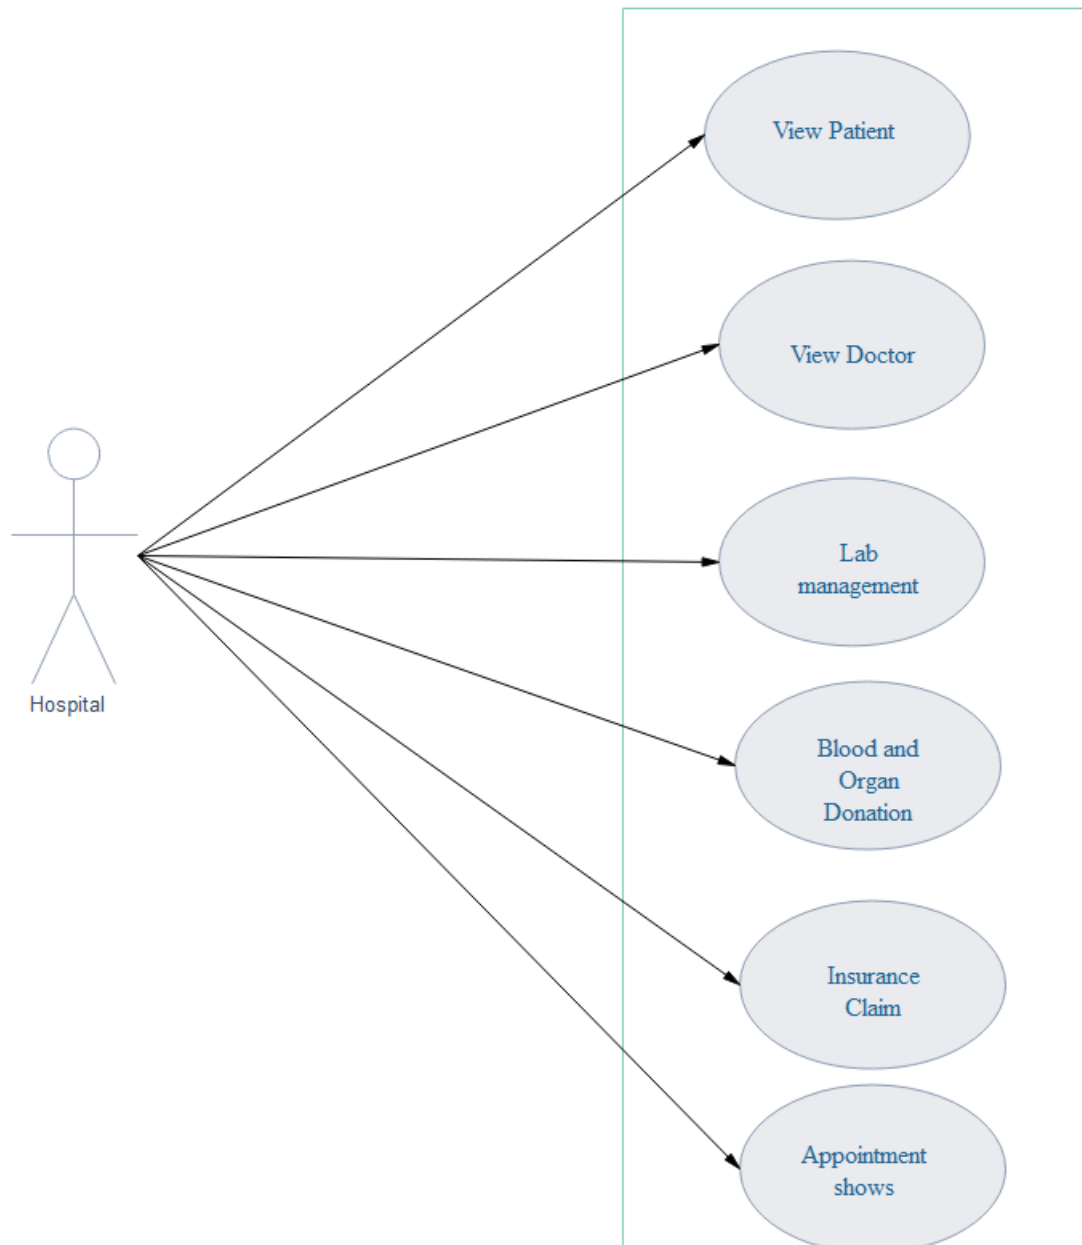 View Patient
View Doctor
Lab
management
Hospital
Blood and
Organ
Donation
Insurance
Claim
Appointment
shows